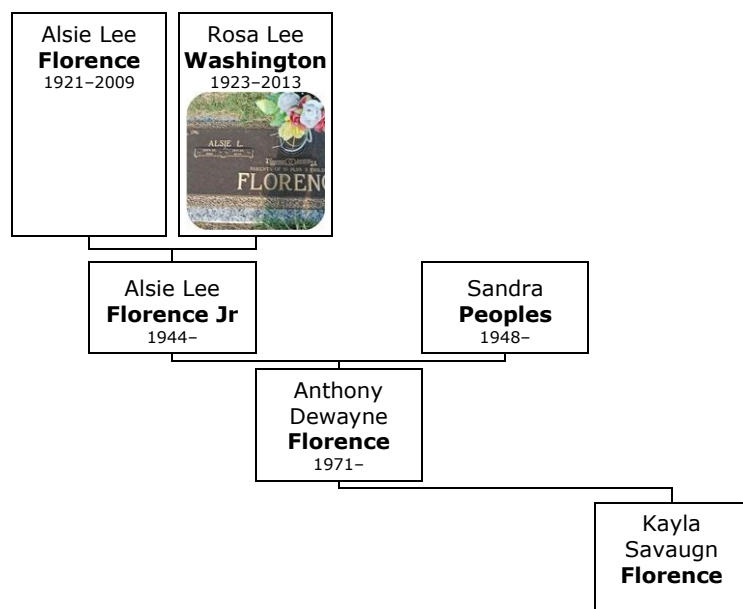 Alsie Lee
Florence
1921–2009
Rosa Lee
Washington
1923–2013
ALSIE L.
FLOREN
Alsie Lee
Florence Jr
1944–
Sandra
Peoples
1948–
Anthony
Dewayne
Florence
1971–
Kayla
Savaugn
Florence